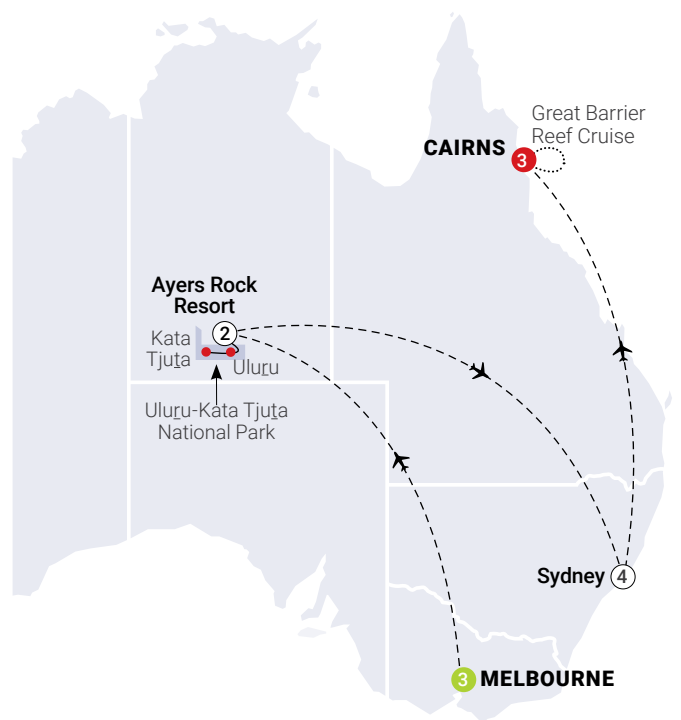 Great Barrier
Reef Cruise
CAIRNS
3
Ayers Rock
Resort
2
Kata
Tjuṯa
Uluṟu
Uluṟu-Kata Tjuṯa
National Park
Sydney
4
3
MELBOURNE